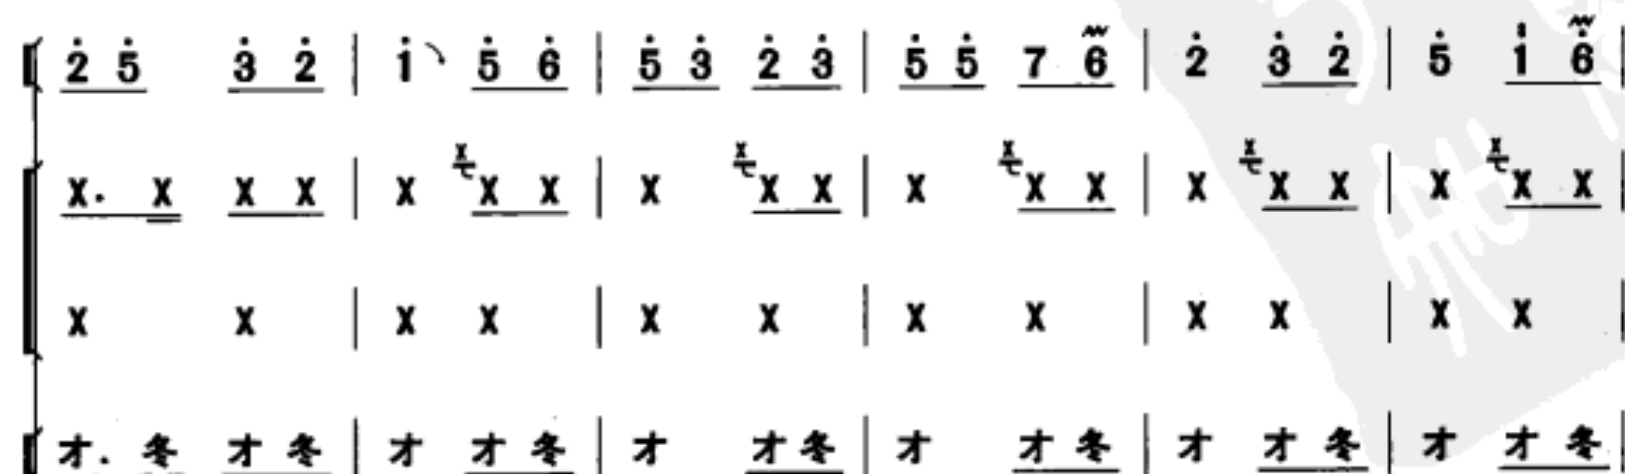 2̇ 5̇ 3̇ 2̇ | 1̇ 5̇ 6̇ | 5̇ 3̇ 2̇ 3̇ | 5̇ 5̇ 7 6̇ | 2̇ 3̇ 2̇ | 5̇ 1̇ 6̇ |
X. X X X | X X X X | X X X X | X X X X | X X X X | X X X X |
X X | X X | X X | X X | X X | X X |
才. 冬 才 冬 | 才 才 冬 | 才 才 冬 | 才 才 冬 | 才 才 冬 | 才 才 冬 |